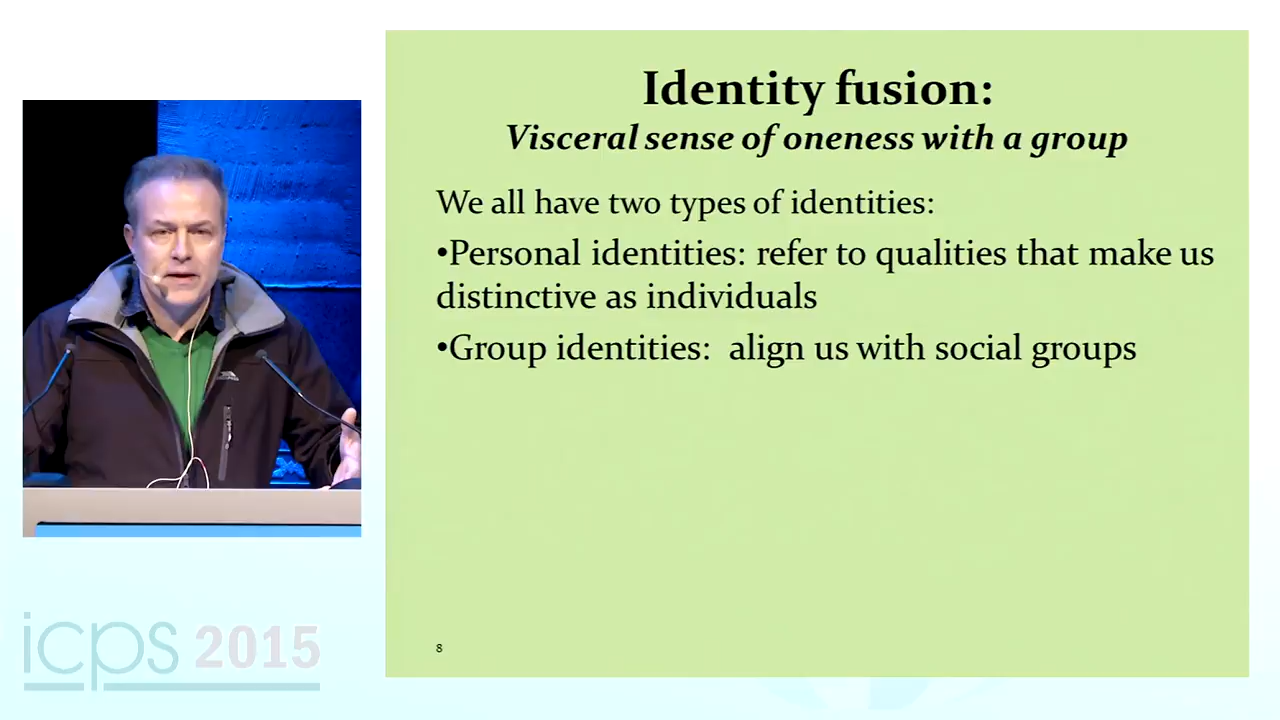 Identity fusion:
Visceral sense of oneness with a group
We all have two types of identities:
•Personal identities: refer to qualities that make us
distinctive as individuals
•Group identities:  align us with social groups
8
icps 2015